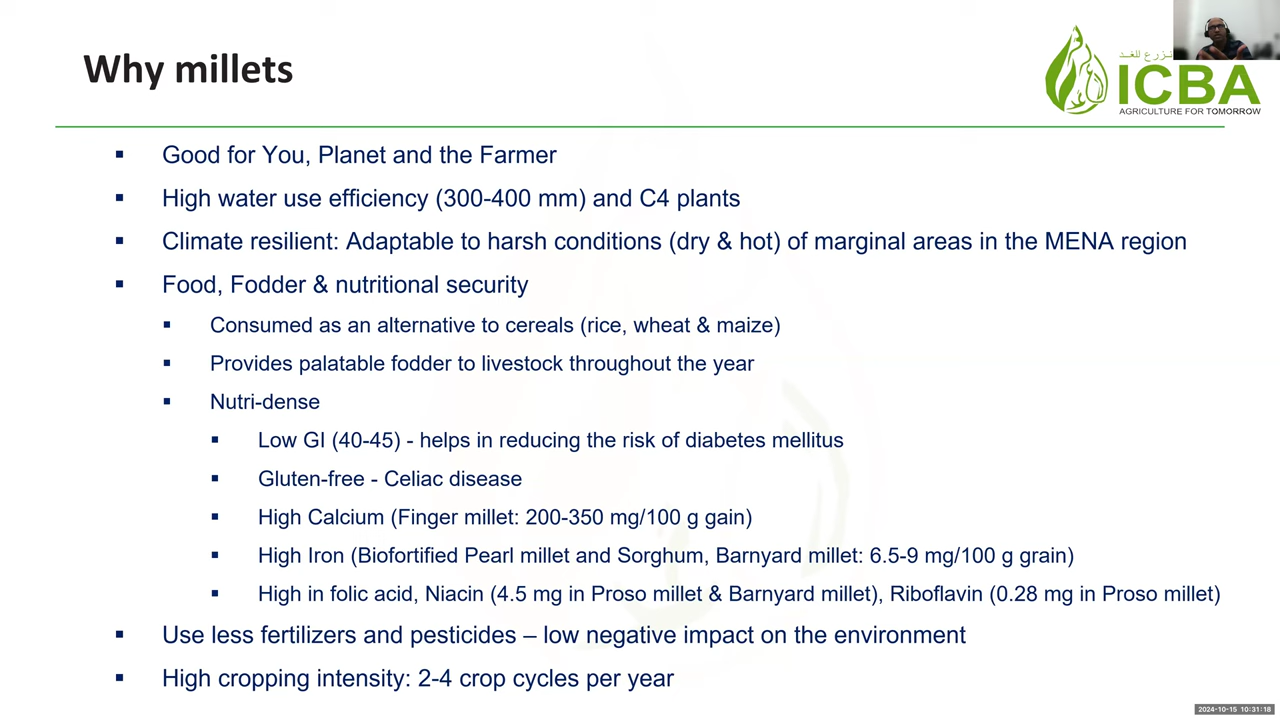 Why millets
نزرع للغد
ICBA
AGRICULTURE FOR TOMORROW
▪ Good for You, Planet and the Farmer
▪ High water use efficiency (300-400 mm) and C4 plants
▪ Climate resilient: Adaptable to harsh conditions (dry & hot) of marginal areas in the MENA region
▪ Food, Fodder & nutritional security
▪ Consumed as an alternative to cereals (rice, wheat & maize)
▪ Provides palatable fodder to livestock throughout the year
▪ Nutri-dense
▪ Low GI (40-45) - helps in reducing the risk of diabetes mellitus
▪ Gluten-free - Celiac disease
▪ High Calcium (Finger millet: 200-350 mg/100 g gain)
▪ High Iron (Biofortified Pearl millet and Sorghum, Barnyard millet: 6.5-9 mg/100 g grain)
▪ High in folic acid, Niacin (4.5 mg in Proso millet & Barnyard millet), Riboflavin (0.28 mg in Proso millet)
▪ Use less fertilizers and pesticides – low negative impact on the environment
▪ High cropping intensity: 2-4 crop cycles per year
2024-10-15 10:31:18